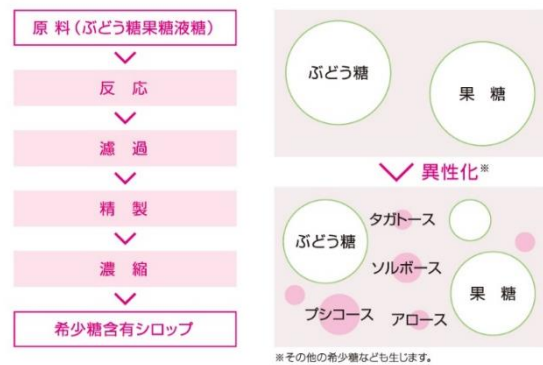 原 料（ぶどう糖果糖液糖）
反 応
濾 過
精 製
濃 縮
希少糖含有シロップ
ぶどう糖
果 糖
異性化※
ぶどう糖
タガトース
ソルボース
果 糖
プシコース
アロース
※その他の希少糖なども生じます。